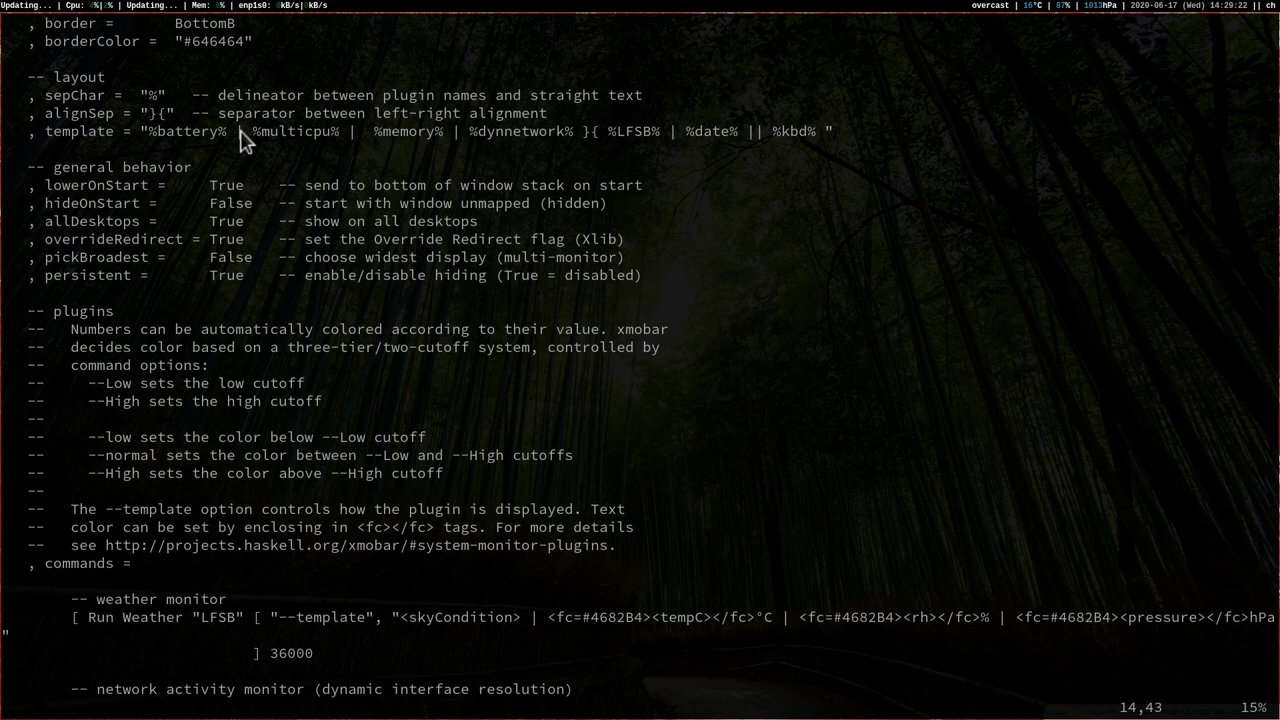 Updating... | Cpu: 4%|3% | Updating... | Mem: 6% | enp1s0: 0kB/s|0kB/s overcast | 16°C | 87% | 1013hPa | 2020-06-17 (Wed) 14:29:22 || ch
, border = BottomB
, borderColor = "#646464"
-- layout
, sepChar = "%" -- delineator between plugin names and straight text
, alignSep = "}{" -- separator between left-right alignment
, template = "%battery% | %multicpu% | %memory% | %dynnetwork% }{ %LFSB% | %date% || %kbd% "
-- general behavior
, lowerOnStart = True -- send to bottom of window stack on start
, hideOnStart = False -- start with window unmapped (hidden)
, allDesktops = True -- show on all desktops
, overrideRedirect = True -- set the Override Redirect flag (Xlib)
, pickBroadest = False -- choose widest display (multi-monitor)
, persistent = True -- enable/disable hiding (True = disabled)
-- plugins
-- Numbers can be automatically colored according to their value. xmobar
-- decides color based on a three-tier/two-cutoff system, controlled by
-- command options:
-- --Low sets the low cutoff
-- --High sets the high cutoff
--
-- --low sets the color below --Low cutoff
-- --normal sets the color between --Low and --High cutoffs
-- --High sets the color above --High cutoff
--
-- The --template option controls how the plugin is displayed. Text
-- color can be set by enclosing in <fc></fc> tags. For more details
-- see http://projects.haskell.org/xmobar/#system-monitor-plugins.
, commands =
-- weather monitor
[ Run Weather "LFSB" [ "--template", "<skyCondition> | <fc=#4682B4><tempC></fc>°C | <fc=#4682B4><rh></fc>% | <fc=#4682B4><pressure></fc>hPa
"
] 36000
-- network activity monitor (dynamic interface resolution)
14,43 15%